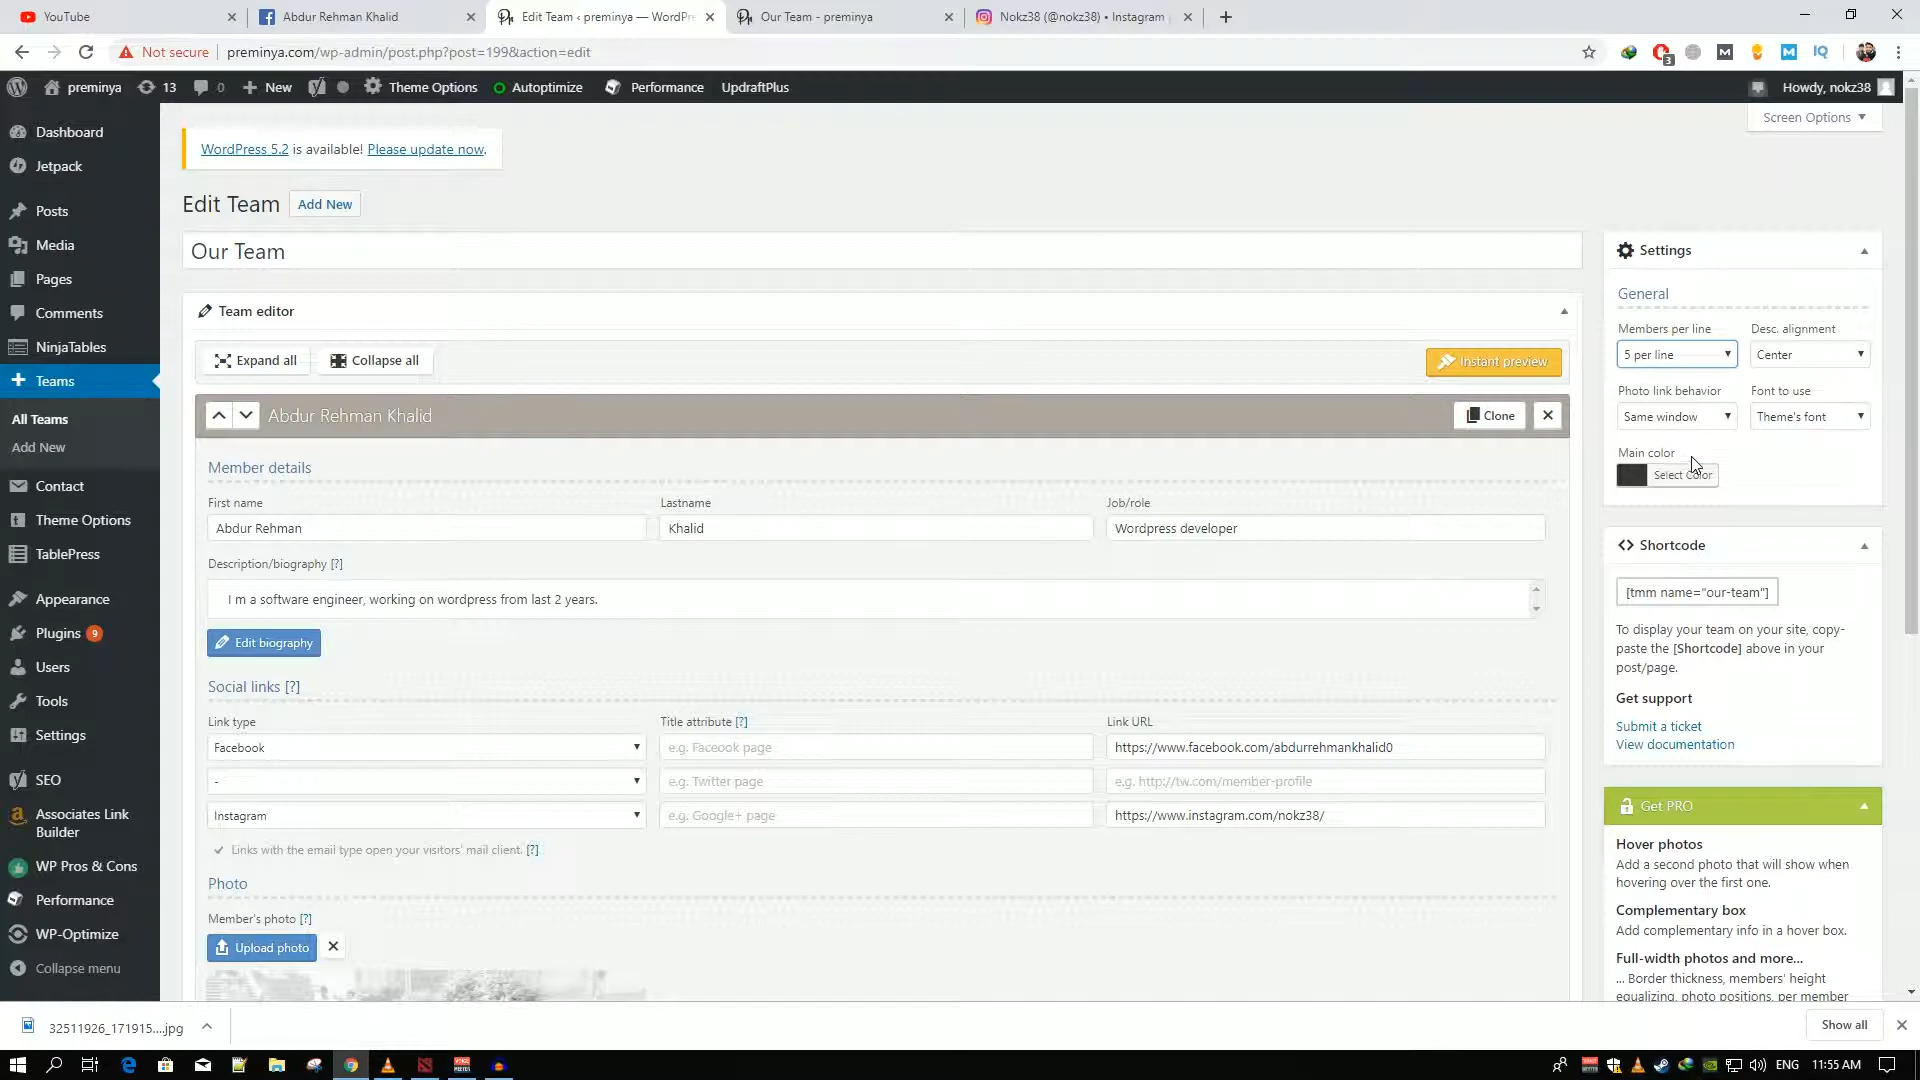 YouTube
Abdur Rehman Khalid
Edit Team ‹ preminya — WordPre
Our Team - preminya
Nokz38 (@nokz38) • Instagram
Not secure
preminya.com/wp-admin/post.php?post=199&action=edit
3
preminya
13
0
New
Theme Options
Autoptimize
Performance
UpdraftPlus
Howdy, nokz38
Screen Options
Dashboard
Jetpack
Posts
Media
Pages
Comments
NinjaTables
Teams
All Teams
Add New
Contact
Theme Options
TablePress
Appearance
Plugins 9
Users
Tools
Settings
SEO
Associates Link
Builder
WP Pros & Cons
Performance
WP-Optimize
Collapse menu
WordPress 5.2 is available! Please update now.
Edit Team
Add New
Our Team
Team editor
Expand all
Collapse all
Instant preview
Abdur Rehman Khalid
Clone
Member details
First name
Lastname
Job/role
Abdur Rehman
Khalid
Wordpress developer
Description/biography [?]
I m a software engineer, working on wordpress from last 2 years.
Edit biography
Social links [?]
Link type
Title attribute [?]
Link URL
Facebook
e.g. Faceook page
https://www.facebook.com/abdurrehmankhalid0
-
e.g. Twitter page
e.g. http://tw.com/member-profile
Instagram
e.g. Google+ page
https://www.instagram.com/nokz38/
Links with the email type open your visitors' mail client. [?]
Photo
Member's photo [?]
Upload photo
Settings
General
Members per line
Desc. alignment
5 per line
Center
Photo link behavior
Font to use
Same window
Theme's font
Main color
Select Color
Shortcode
[tmm name="our-team"]
To display your team on your site, copy-
paste the [Shortcode] above in your
post/page.
Get support
Submit a ticket
View documentation
Get PRO
Hover photos
Add a second photo that will show when
hovering over the first one.
Complementary box
Add complementary info in a hover box.
Full-width photos and more...
... Border thickness, members' height
equalizing, photo positions, per member
32511926_171915....jpg
Show all
ENG
11:55 AM